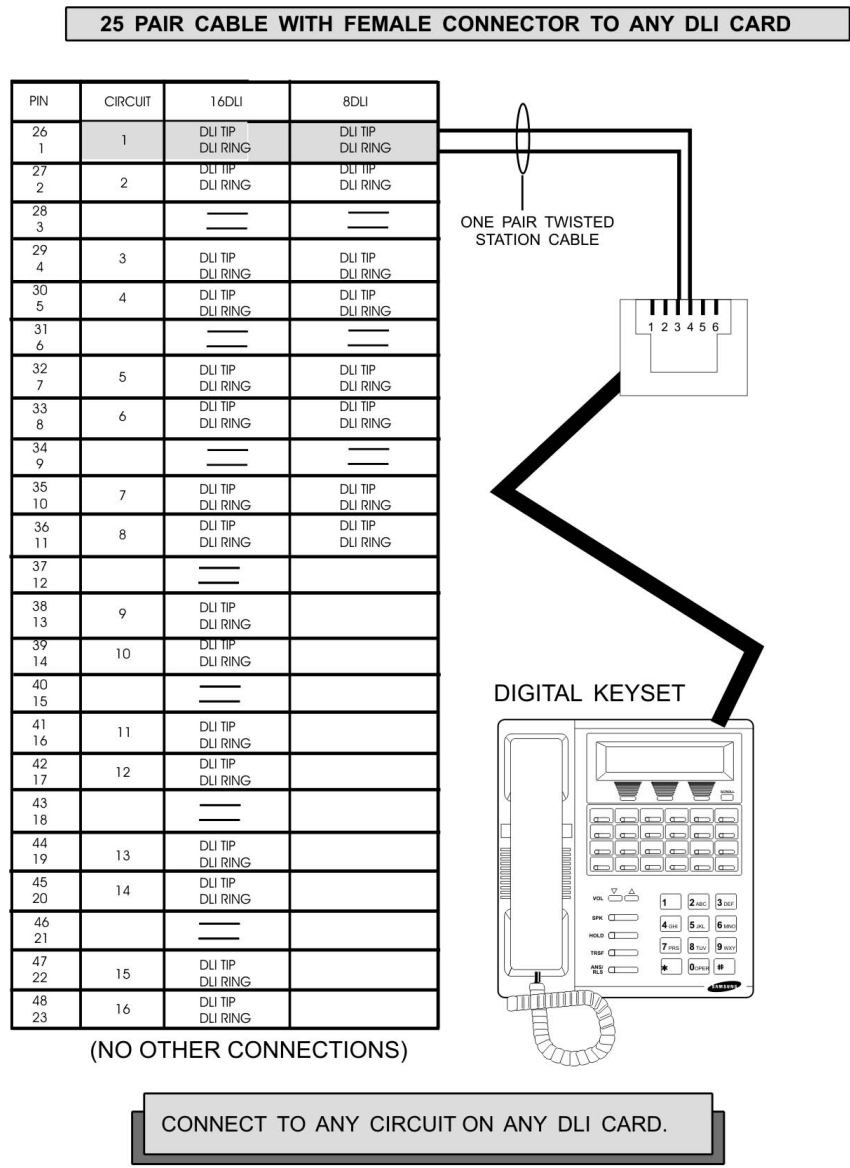 25 PAIR CABLE WITH FEMALE CONNECTOR TO ANY DLI CARD
PIN CIRCUIT 16DLI 8DLI
26 DLI TIP DLI TIP
1 1 DLI RING DLI RING
27 DLI TIP DLI TIP
2 2 DLI RING DLI RING
28
3
29
4 3 DLI TIP DLI TIP
DLI RING DLI RING
30 4 DLI TIP DLI TIP
5 DLI RING DLI RING
31
6
32 DLI TIP DLI TIP
7 5 DLI RING DLI RING
33 DLI TIP DLI TIP
8 6 DLI RING DLI RING
34
9
35 DLI TIP DLI TIP
10 7 DLI RING DLI RING
36 DLI TIP DLI TIP
11 8 DLI RING DLI RING
37
12
38 DLI TIP
13 9 DLI RING
39 DLI TIP
14 10 DLI RING
40
15
41 DLI TIP
16 11 DLI RING
42 DLI TIP
17 12 DLI RING
43
18
44 DLI TIP
19 13 DLI RING
45 DLI TIP
20 14 DLI RING
46
21
47 DLI TIP
22 15 DLI RING
48 DLI TIP
23 16 DLI RING
(NO OTHER CONNECTIONS)
ONE PAIR TWISTED
STATION CABLE
1 2 3 4 5 6
DIGITAL KEYSET
SCROLL
VOL
SPK
HOLD
TRSF
ANS/
RLS
1 2 ABC 3 DEF
4 GHI 5 JKL 6 MNO
7 PRS 8 TUV 9 WXY
* 0 OPER #
SAMSUNG
CONNECT TO ANY CIRCUIT ON ANY DLI CARD.